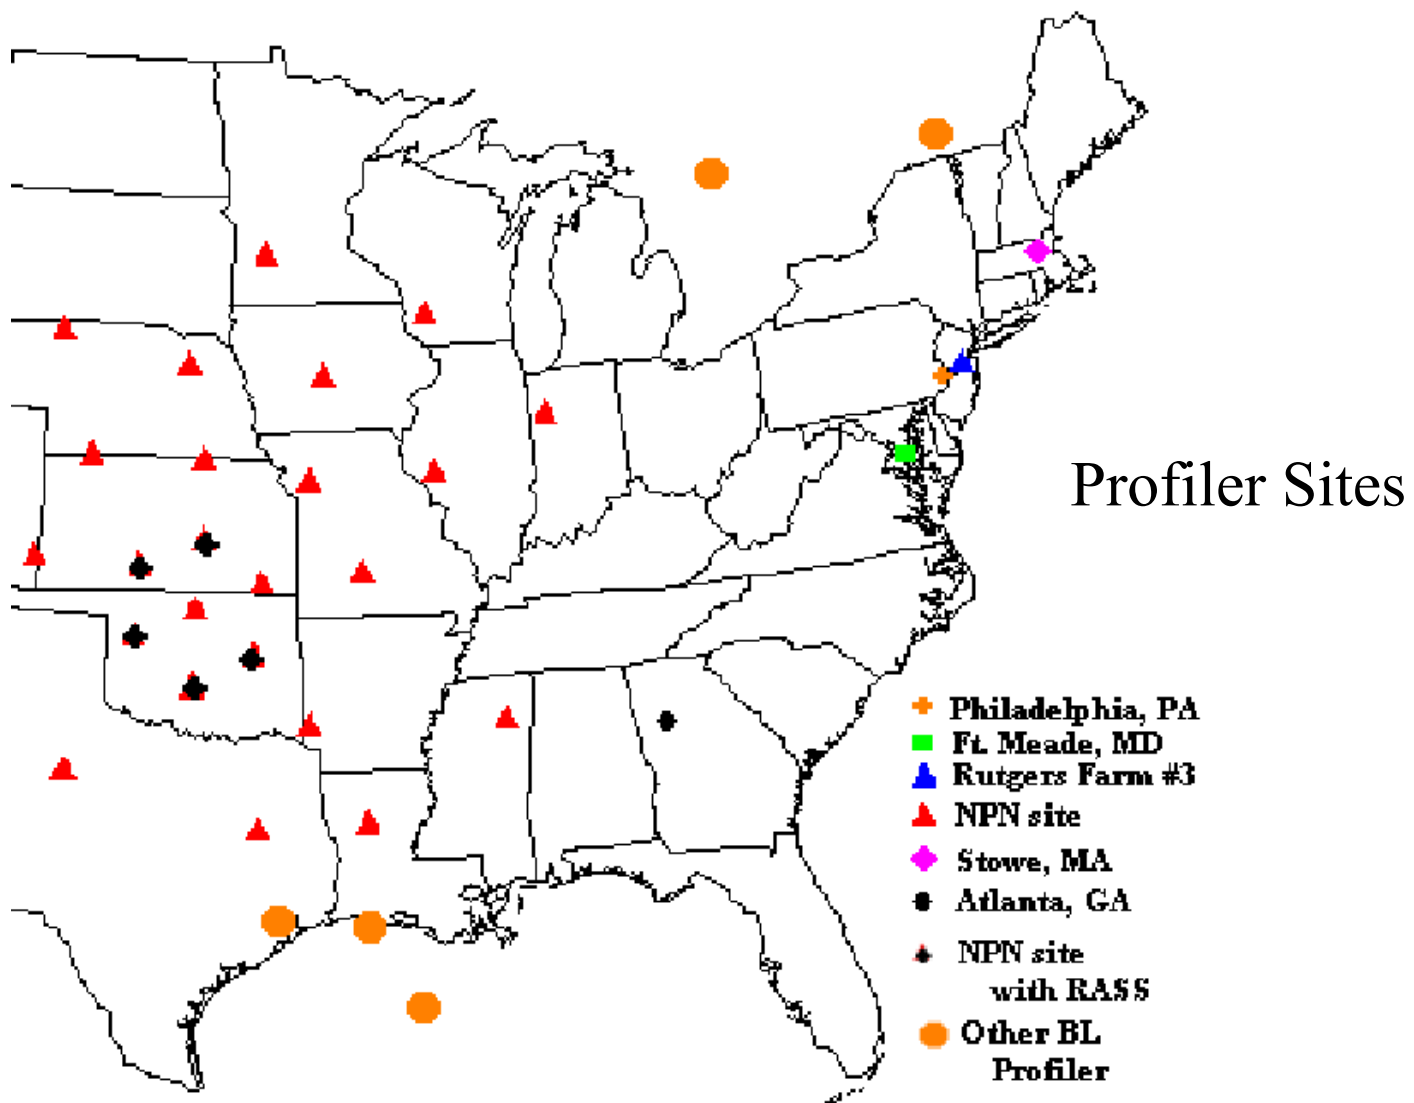 Profiler Sites
Philadelphia, PA
Ft. Meade, MD
Rutgers Farm #3
NPN site
Stowe, MA
Atlanta, GA
NPN site
with RASS
Other BL
Profiler